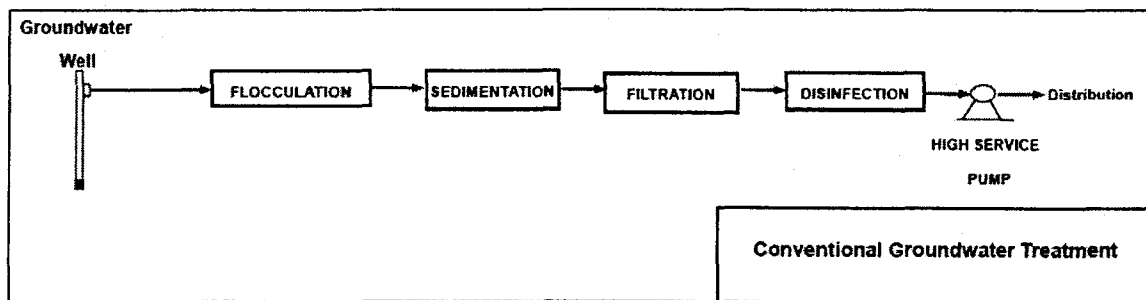 Groundwater
Well
FLOCCULATION
SEDIMENTATION
FILTRATION
DISINFECTION
Distribution
HIGH SERVICE
PUMP
Conventional Groundwater Treatment